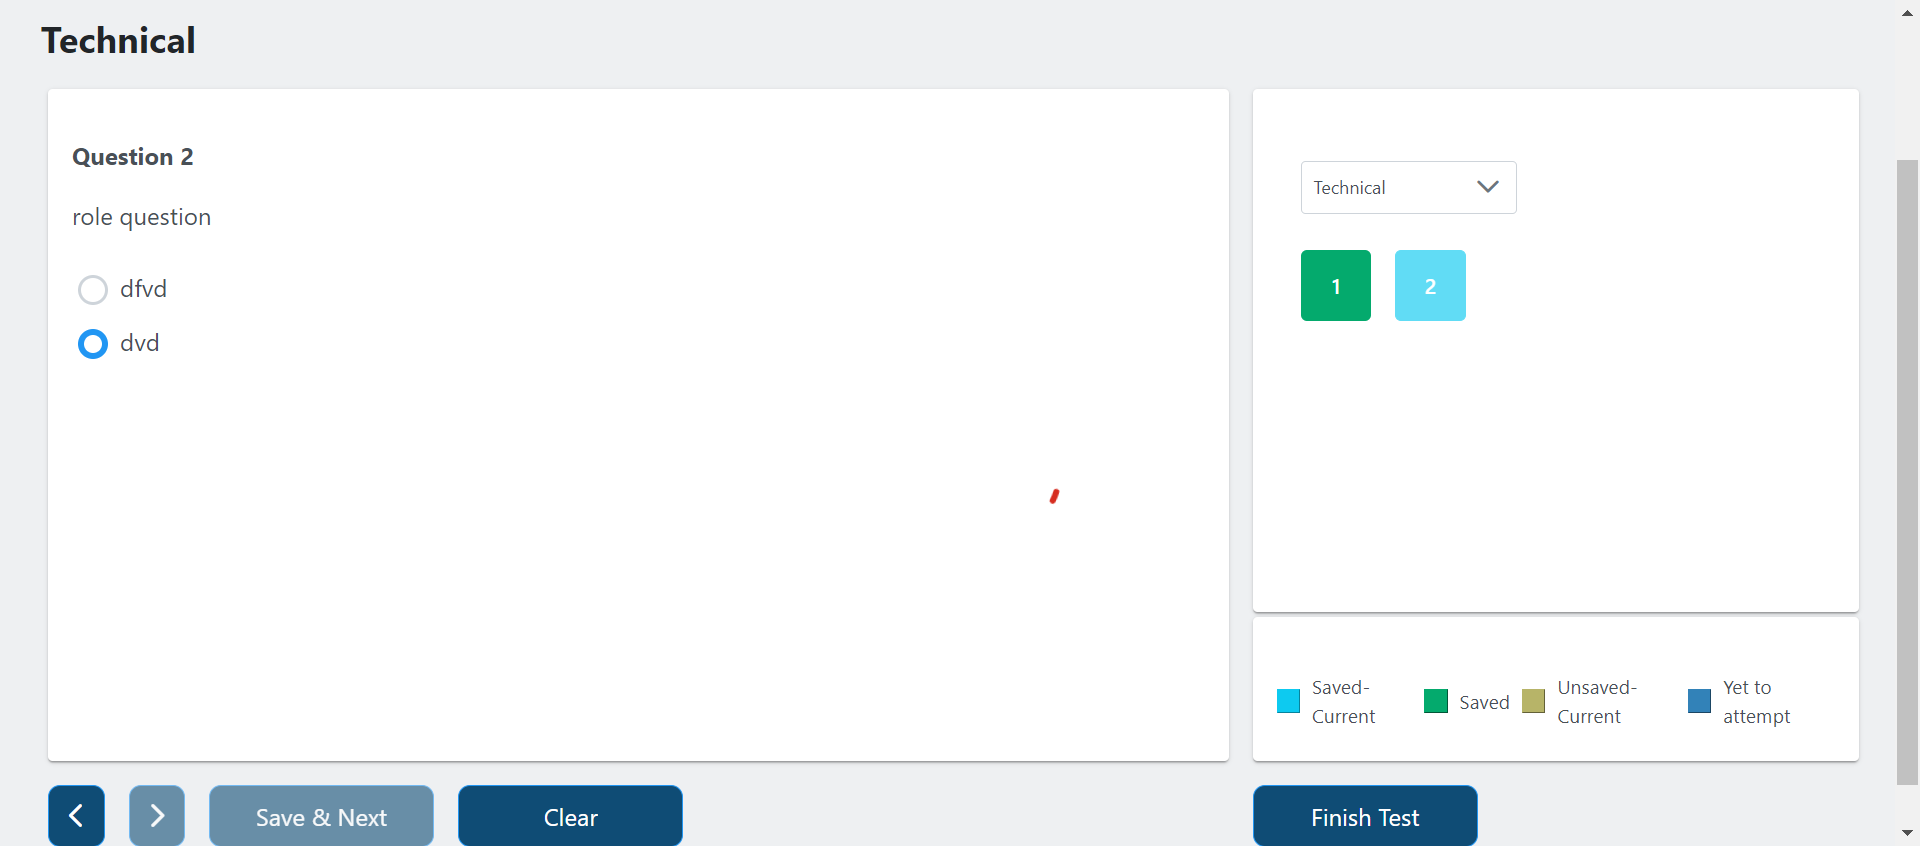 Technical
Question 2
role question
dfvd
dvd
Technical
1 2
Saved-
Current
Saved
Unsaved-
Current
Yet to
attempt
Save & Next
Clear
Finish Test